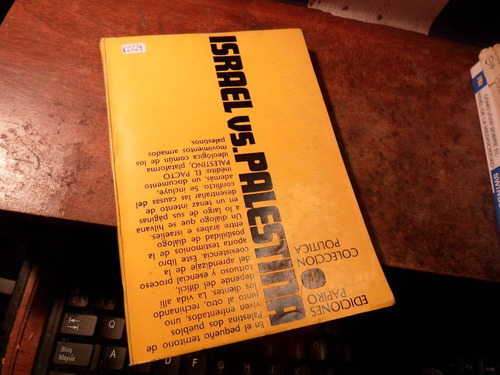 ISRAEL VS. PALESTINA
En el pequeño territorio de
Palestina dos pueblos
viven enfrentados, uno
junto al otro, rechinando
los dientes. La vida allí
depende del difícil,
tortuoso y esencial proceso
de aprendizaje de la
coexistencia. Este libro
aporta testimonios de la
posibilidad de diálogo
entre árabes e israelíes.
Un diálogo que se hilvana
a lo largo de sus páginas
en un tenaz intento de
desentrañar las causas del
conflicto. Se incluye,
además, un documento
inédito: EL PACTO
PALESTINO, plataforma
ideológica común de los
movimientos armados
palestinos.
EDICIONES
PAPIRO
COLECCION
POLITICA
Bloq
Mayús